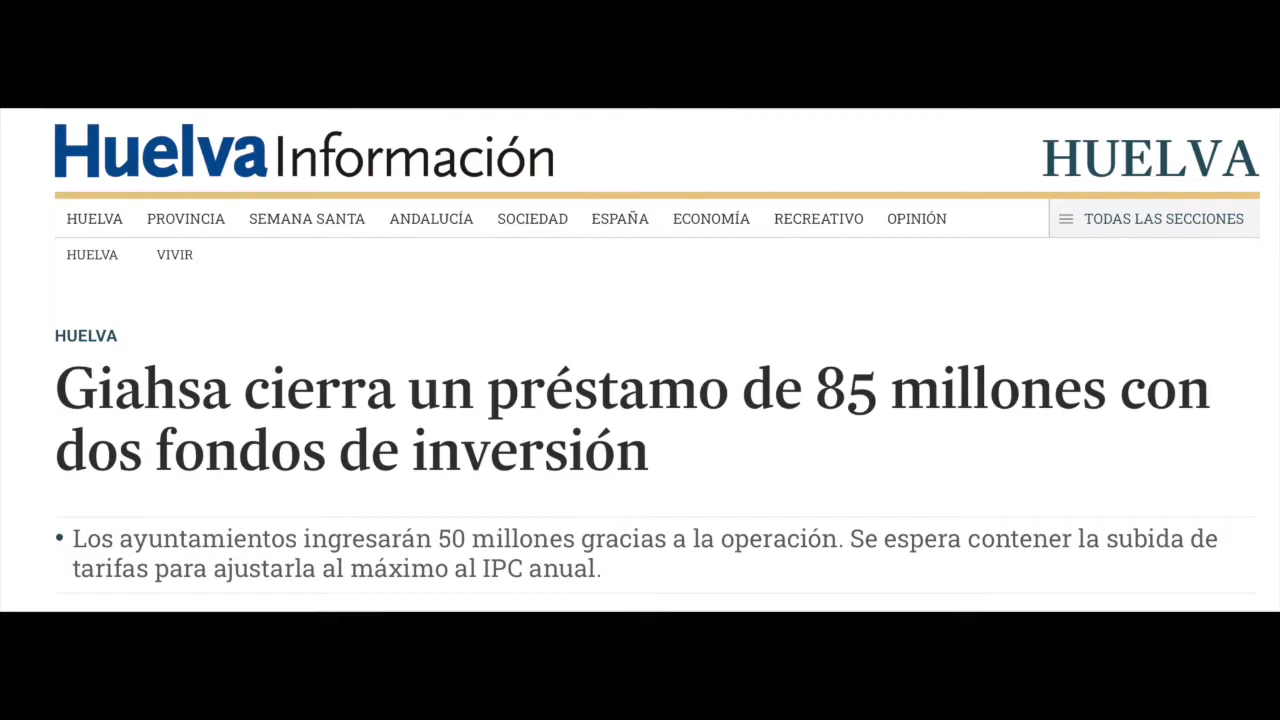 Huelva Información
HUELVA
HUELVA PROVINCIA SEMANA SANTA ANDALUCÍA SOCIEDAD ESPAÑA ECONOMÍA RECREATIVO OPINIÓN TODAS LAS SECCIONES
HUELVA VIVIR
HUELVA
Giahsa cierra un préstamo de 85 millones con
dos fondos de inversión
• Los ayuntamientos ingresarán 50 millones gracias a la operación. Se espera contener la subida de
tarifas para ajustarla al máximo al IPC anual.